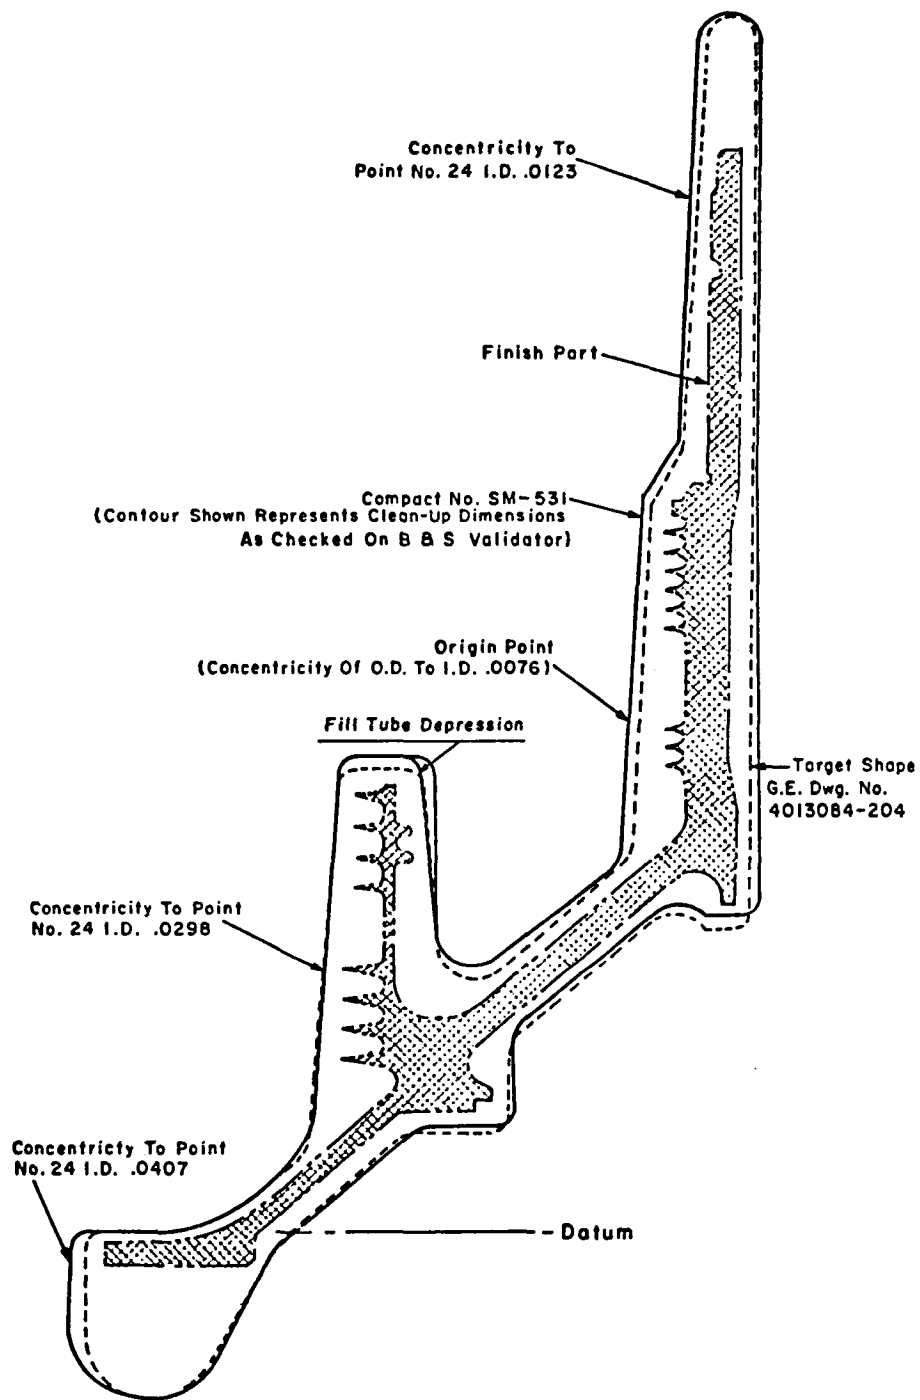 Concentricity To
Point No. 24 I.D. .0123
Finish Part
Compact No. SM-531
(Contour Shown Represents Clean-Up Dimensions
As Checked On B & S Validator)
Origin Point
(Concentricity Of O.D. To I.D. .0076)
Fill Tube Depression
Target Shape
G.E. Dwg. No.
4013084-204
Concentricity To Point
No. 24 I.D. .0298
Concentricty To Point
No. 24 I.D. .0407
Datum